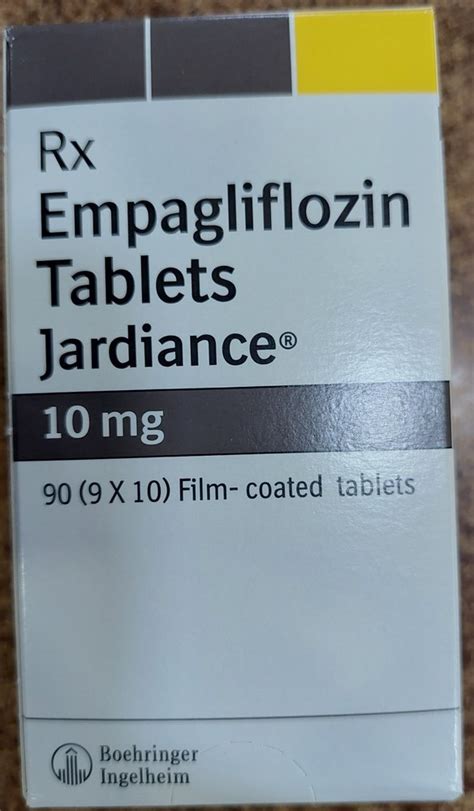 Rx
Empagliflozin
Tablets
Jardiance®
10 mg
90 (9 X 10) Film- coated tablets
Boehringer
Ingelheim